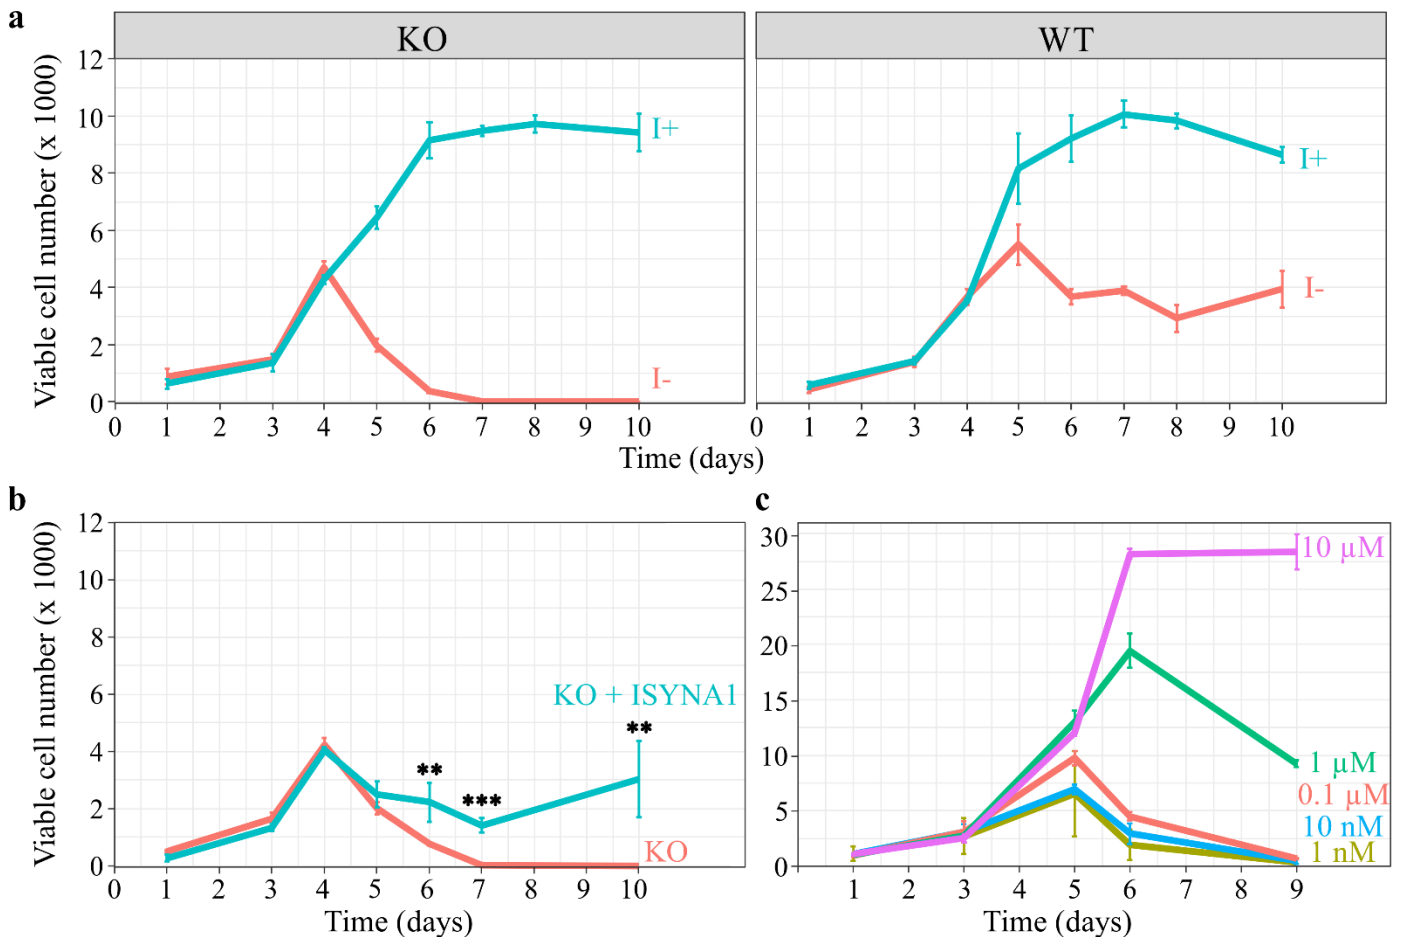 a
KO
WT
Viable cell number (x 1000)
12
10
8
6
4
2
0
I+
I-
I+
I-
0 1 2 3 4 5 6 7 8 9 10
0 1 2 3 4 5 6 7 8 9 10
Time (days)
b
Viable cell number (x 1000)
12
10
8
6
4
2
0
KO + ISYNA1
**
***
**
KO
0 1 2 3 4 5 6 7 8 9 10
Time (days)
c
30
25
20
15
10
5
0
10 µM
1 µM
0.1 µM
10 nM
1 nM
1 2 3 4 5 6 7 8 9
Time (days)